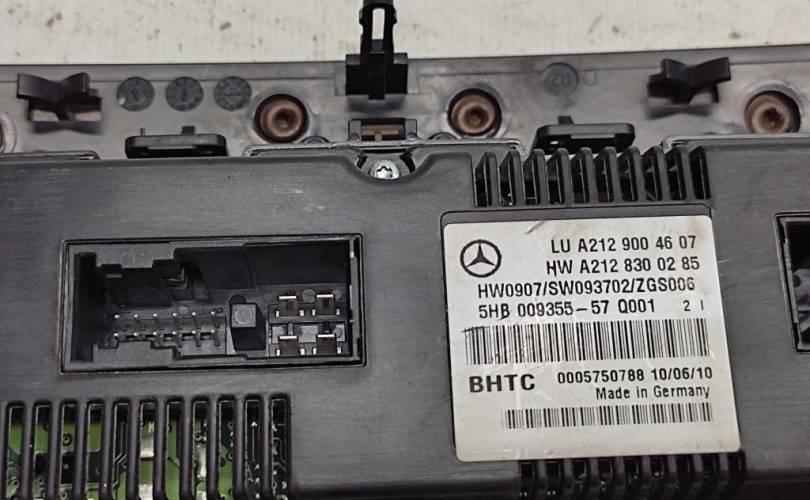 LU A212 900 46 07
HW A212 830 02 85
HW0907/SW093702/ZGS006
5HB 009355-57 Q001 2 I
BHTC 0005750788 10/06/10
Made in Germany